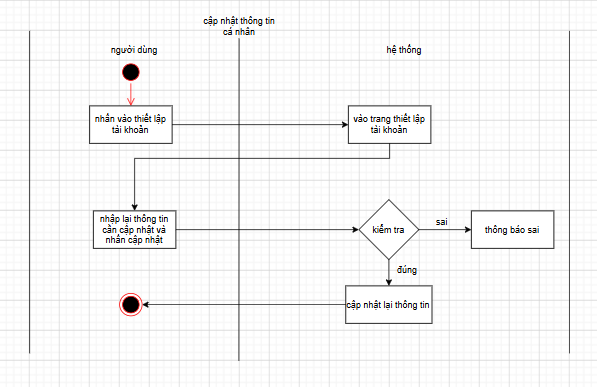 cập nhật thông tin
cá nhân
người dùng
hệ thống
nhấn vào thiết lập
tài khoản
vào trang thiết lập
tài khoản
nhập lại thông tin
cần cập nhật và
nhấn cập nhật
kiểm tra
sai
thông báo sai
đúng
cập nhật lại thông tin